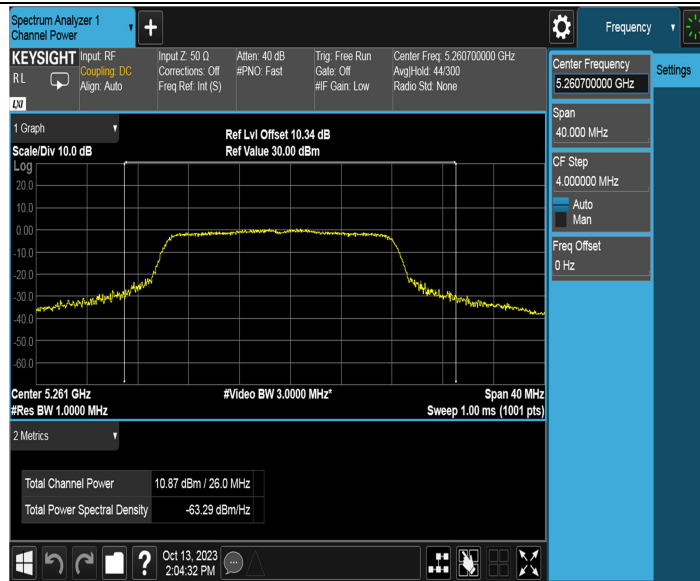 Spectrum Analyzer 1
Channel Power
+
Frequency
KEYSIGHT
RL
LXI
Input: RF
Coupling: DC
Align: Auto
Input Z: 50 Ω
Corrections: Off
Freq Ref: Int (S)
Atten: 40 dB
#PNO: Fast
Trig: Free Run
Gate: Off
#IF Gain: Low
Center Freq: 5.260700000 GHz
Avg|Hold: 44/300
Radio Std: None
Center Frequency
5.260700000 GHz
Settings
Span
40.000 MHz
CF Step
4.000000 MHz
Auto
Man
Freq Offset
0 Hz
1 Graph
Scale/Div 10.0 dB
Ref Lvl Offset 10.34 dB
Ref Value 30.00 dBm
Log
20.0
10.0
0.00
-10.0
-20.0
-30.0
-40.0
-50.0
-60.0
Center 5.261 GHz
#Video BW 3.0000 MHz*
Span 40 MHz
#Res BW 1.0000 MHz
Sweep 1.00 ms (1001 pts)
2 Metrics
Total Channel Power 10.87 dBm / 26.0 MHz
Total Power Spectral Density -63.29 dBm/Hz
?
Oct 13, 2023
2:04:32 PM